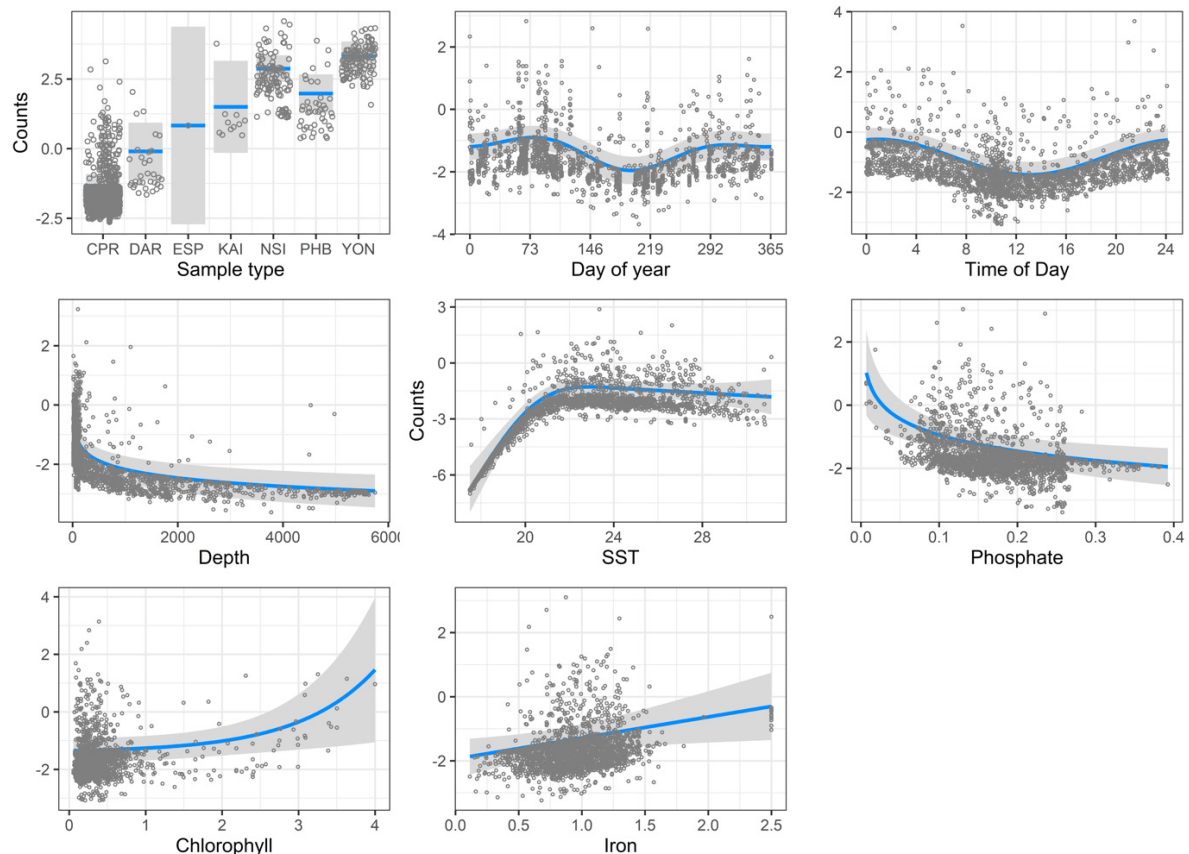 Counts
2.5
0.0
-2.5
CPR DAR ESP KAI NSI PHB YON
Sample type
2
0
-2
-4
0 73 146 219 292 365
Day of year
4
2
0
-2
0 4 8 12 16 20 24
Time of Day
2
0
-2
0 2000 4000 6000
Depth
Counts
3
0
-3
-6
20 24 28
SST
2
0
-2
0.0 0.1 0.2 0.3 0.4
Phosphate
4
2
0
-2
0 1 2 3 4
Chlorophyll
2
0
-2
0.0 0.5 1.0 1.5 2.0 2.5
Iron